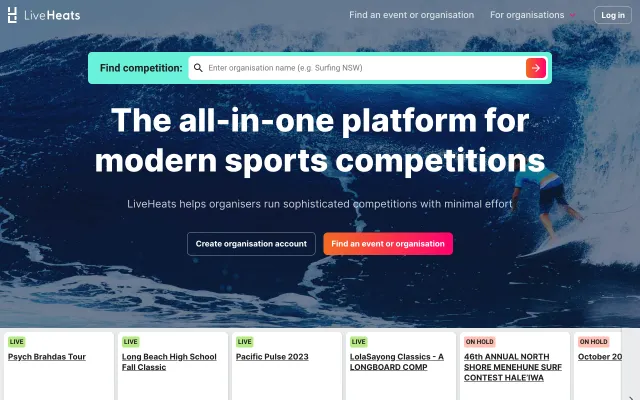 LiveHeats
Find an event or organisation
For organisations
Log in
Find competition:
Enter organisation name (e.g. Surfing NSW)
The all-in-one platform for
modern sports competitions
LiveHeats helps organisers run sophisticated competitions with minimal effort
Create organisation account
Find an event or organisation
LIVE
Psych Brahdas Tour
LIVE
Long Beach High School
Fall Classic
LIVE
Pacific Pulse 2023
LIVE
LolaSayong Classics - A
LONGBOARD COMP
ON HOLD
46th ANNUAL NORTH
SHORE MENEHUNE SURF
CONTEST HALE'IWA
ON HOLD
October 20